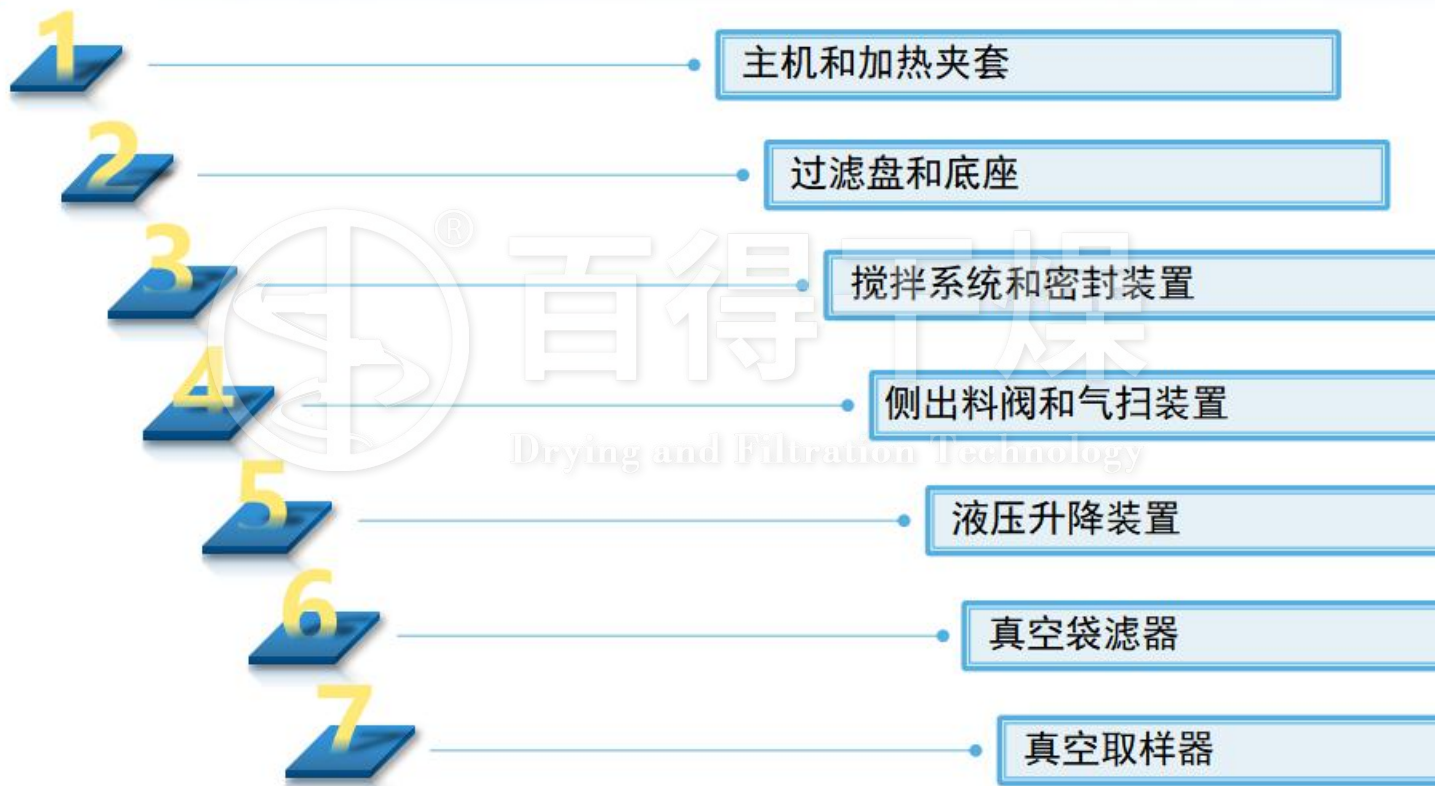 1 主机和加热夹套
2 过滤盘和底座
®
百得干燥
3 搅拌系统和密封装置
4 侧出料阀和气扫装置
Drying and Filtration Technology
5 液压升降装置
6 真空袋滤器
7 真空取样器